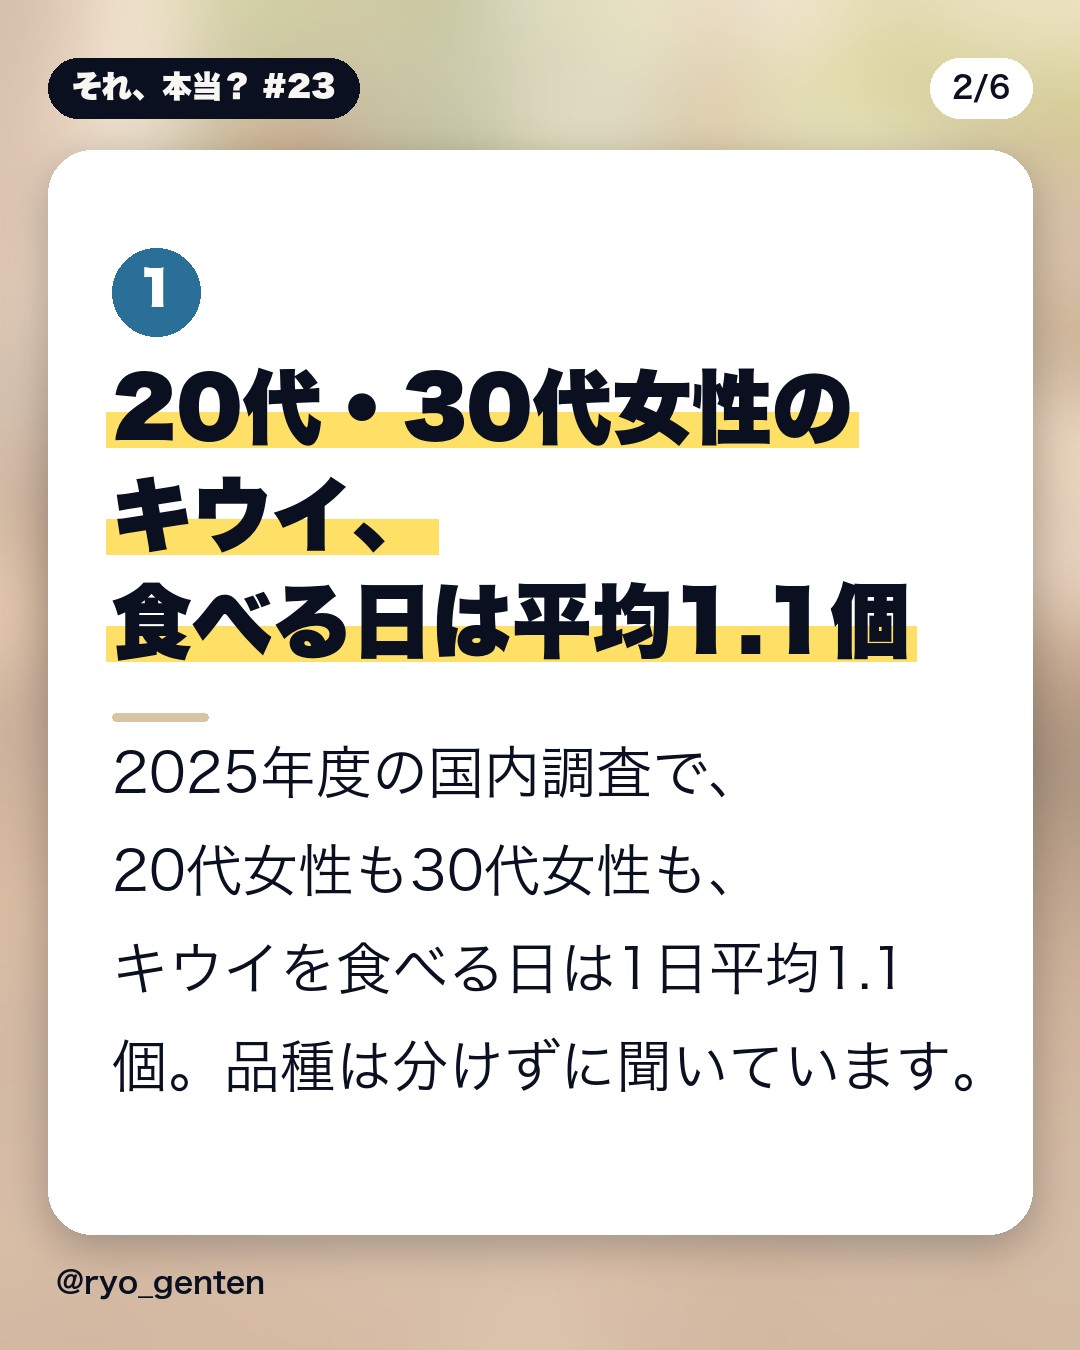 それ、本当？ #23
2/6
1
20代・30代女性の
キウイ、
食べる日は平均1.1個
2025年度の国内調査で、
20代女性も30代女性も、
キウイを食べる日は1日平均1.1
個。品種は分けずに聞いています。
@ryo_genten